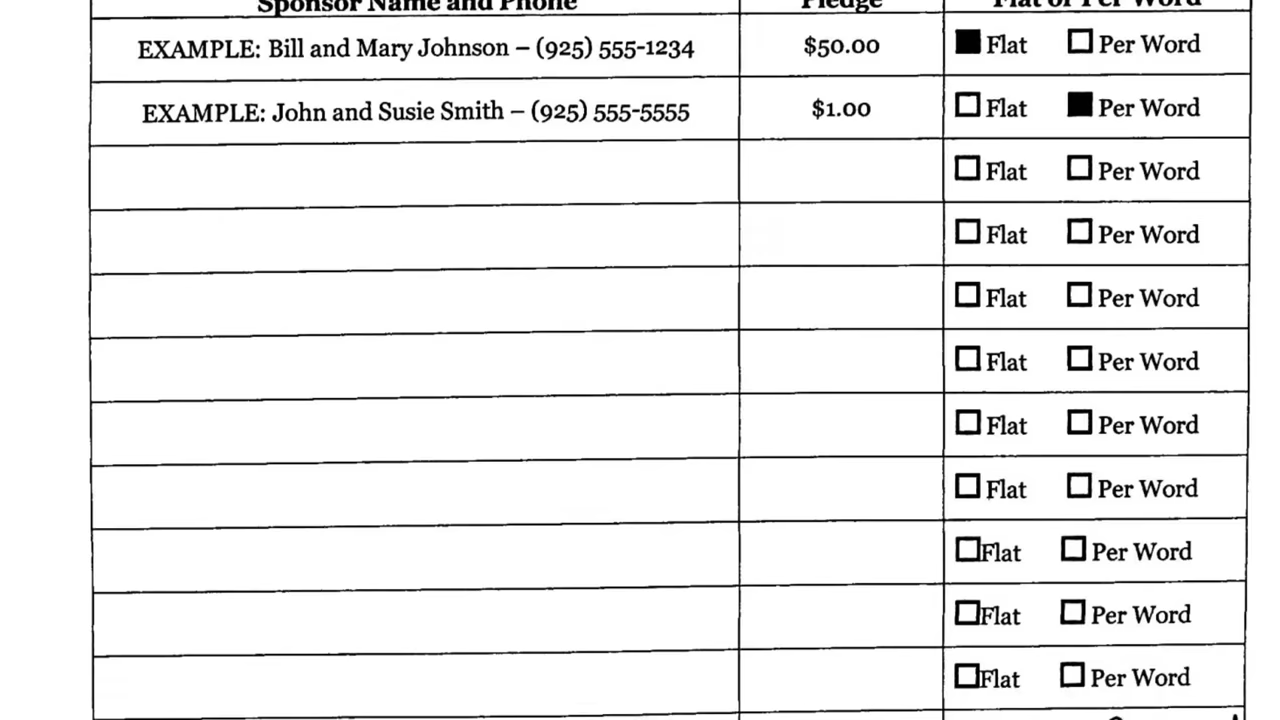 Sponsor Name and Phone Pledge Flat or Per Word
EXAMPLE: Bill and Mary Johnson – (925) 555-1234 $50.00 ■ Flat □ Per Word
EXAMPLE: John and Susie Smith – (925) 555-5555 $1.00 □ Flat ■ Per Word
□ Flat □ Per Word
□ Flat □ Per Word
□ Flat □ Per Word
□ Flat □ Per Word
□ Flat □ Per Word
□ Flat □ Per Word
□Flat □ Per Word
□Flat □ Per Word
□Flat □ Per Word